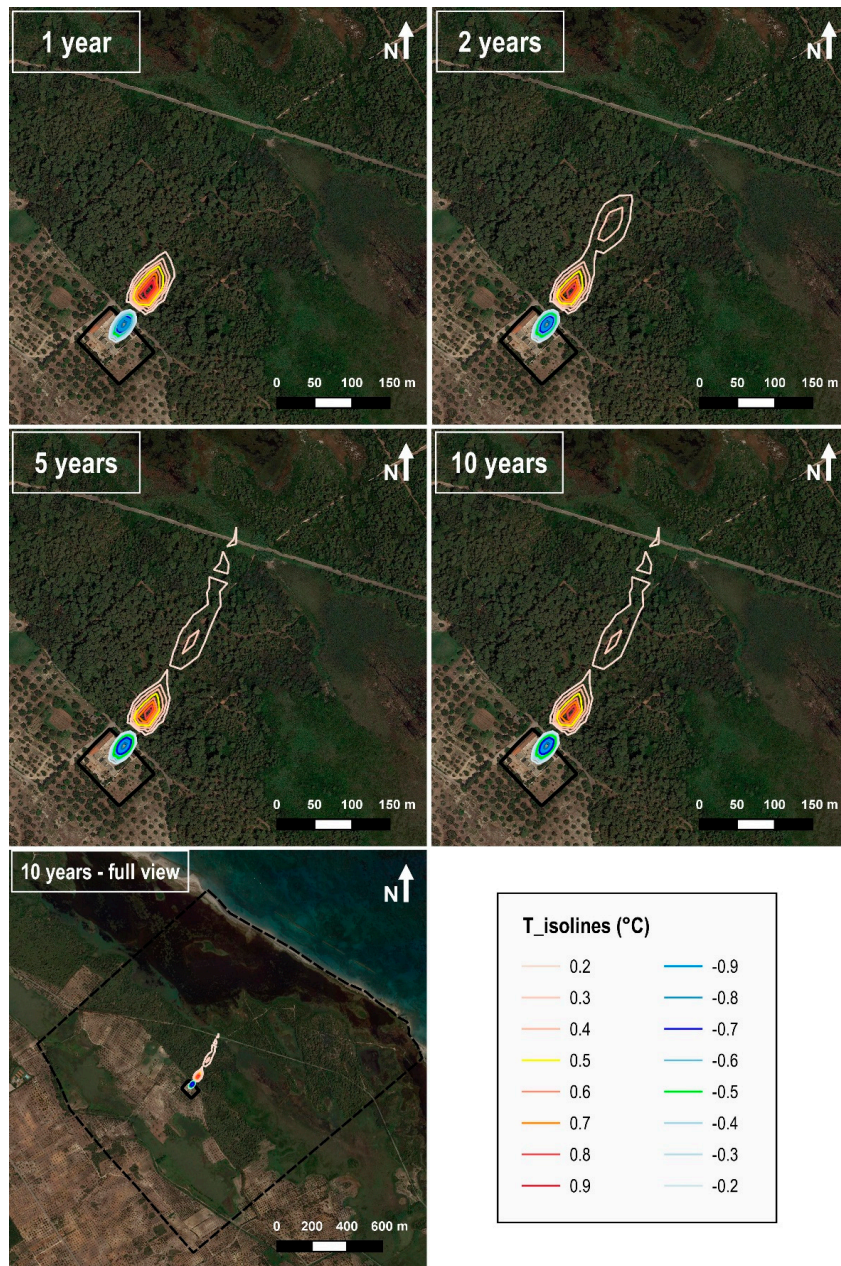 1 year
N
2 years
N
0 50 100 150 m
0 50 100 150 m
5 years
N
10 years
N
0 50 100 150 m
0 50 100 150 m
10 years - full view
N
0 200 400 600 m
T_isolines (°C)
0.2 -0.9
0.3 -0.8
0.4 -0.7
0.5 -0.6
0.6 -0.5
0.7 -0.4
0.8 -0.3
0.9 -0.2